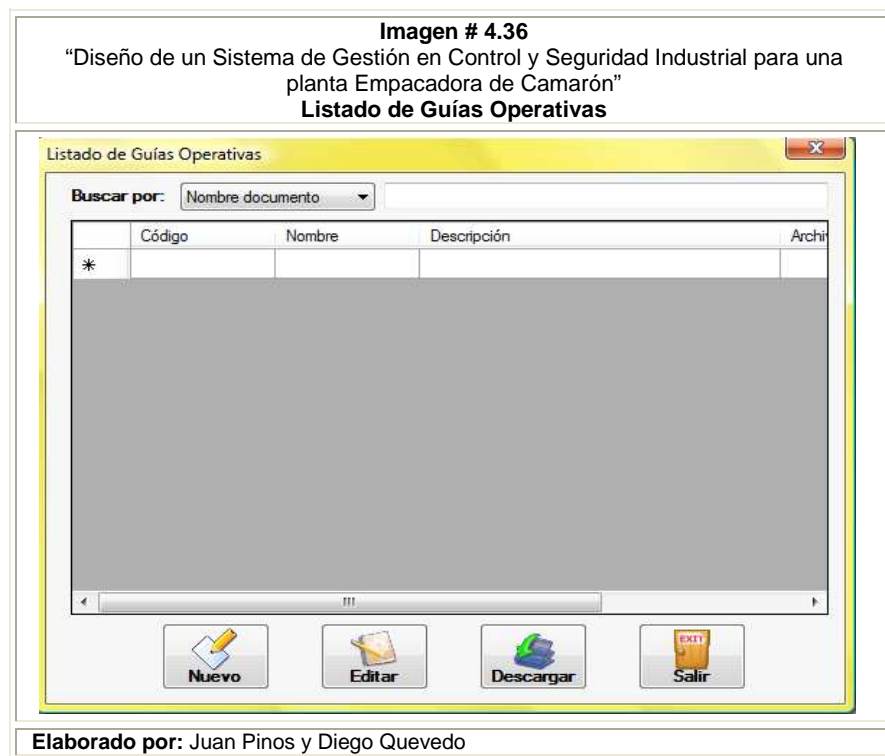 Imagen # 4.36
“Diseño de un Sistema de Gestión en Control y Seguridad Industrial para una
planta Empacadora de Camarón”
Listado de Guías Operativas
Listado de Guías Operativas
Buscar por: Nombre documento
Código Nombre Descripción Archi
*
Nuevo Editar Descargar EXIT Salir
Elaborado por: Juan Pinos y Diego Quevedo